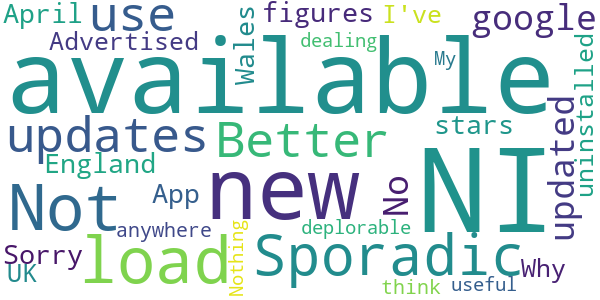 April use Wales figures I've google
Advertised dealing
available My uninstalled
updates Better stars
England new NI updated
Not App No
anywhere Nothing deplorable
Sorry load Sporadic Why
UK think useful